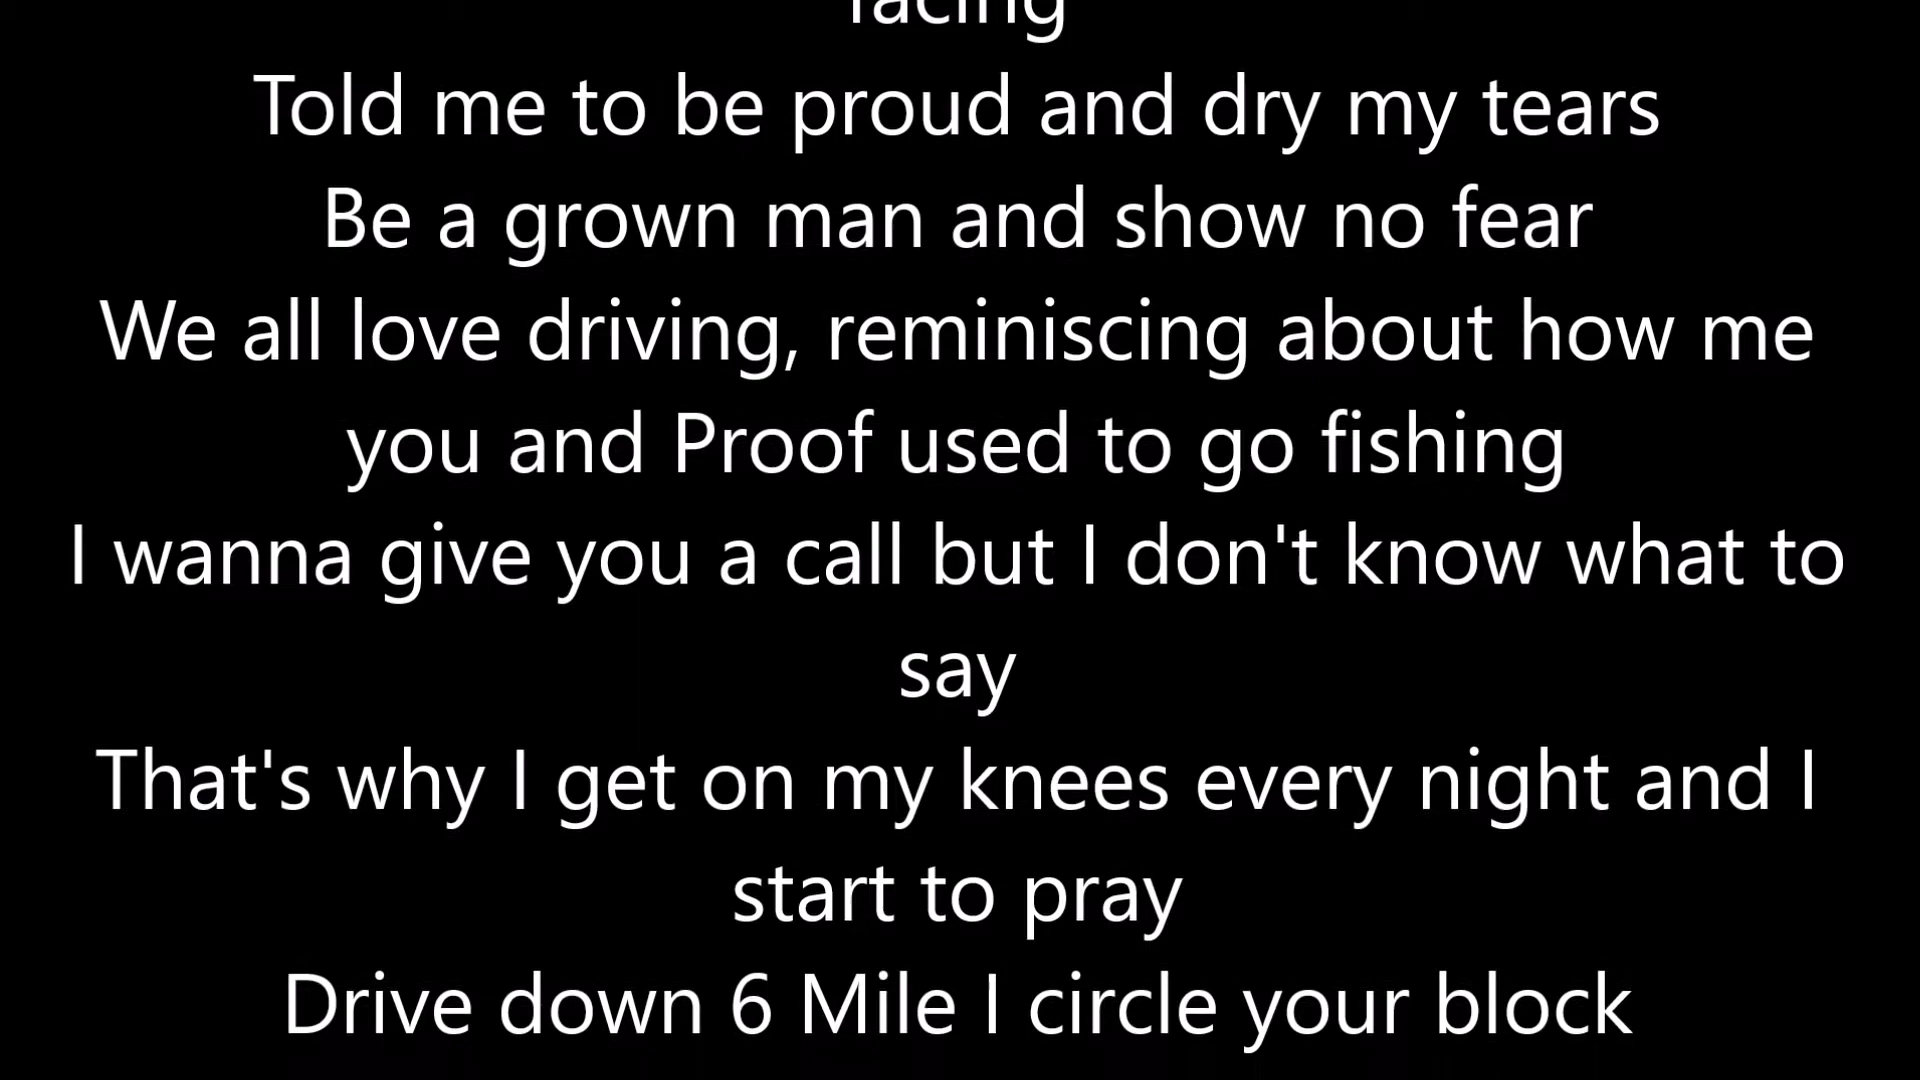 facing
Told me to be proud and dry my tears
Be a grown man and show no fear
We all love driving, reminiscing about how me
you and Proof used to go fishing
I wanna give you a call but I don't know what to
say
That's why I get on my knees every night and I
start to pray
Drive down 6 Mile I circle your block